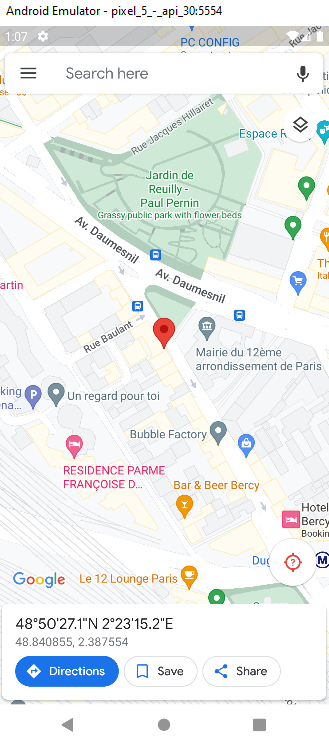 Android Emulator - pixel_5_-_api_30:5554
1:07
PC CONFIG
Search here
Rue Jacques Hillairet
Espace R
Jardin de
Reuilly -
Paul Pernin
Grassy public park with flower beds
Av. Daumesnil
Av. Daumesnil
Th
Ital
artin
Rue Baulant
Mairie du 12ème
arrondissement de Paris
king
ena...
P
Un regard pour toi
Bubble Factory
RESIDENCE PARME
FRANÇOISE D...
Bar & Beer Bercy
Hotel
Bercy
Bookin
Dug
M
Google
Le 12 Lounge Paris
48°50'27.1"N 2°23'15.2"E
48.840855, 2.387554
Directions
Save
Share